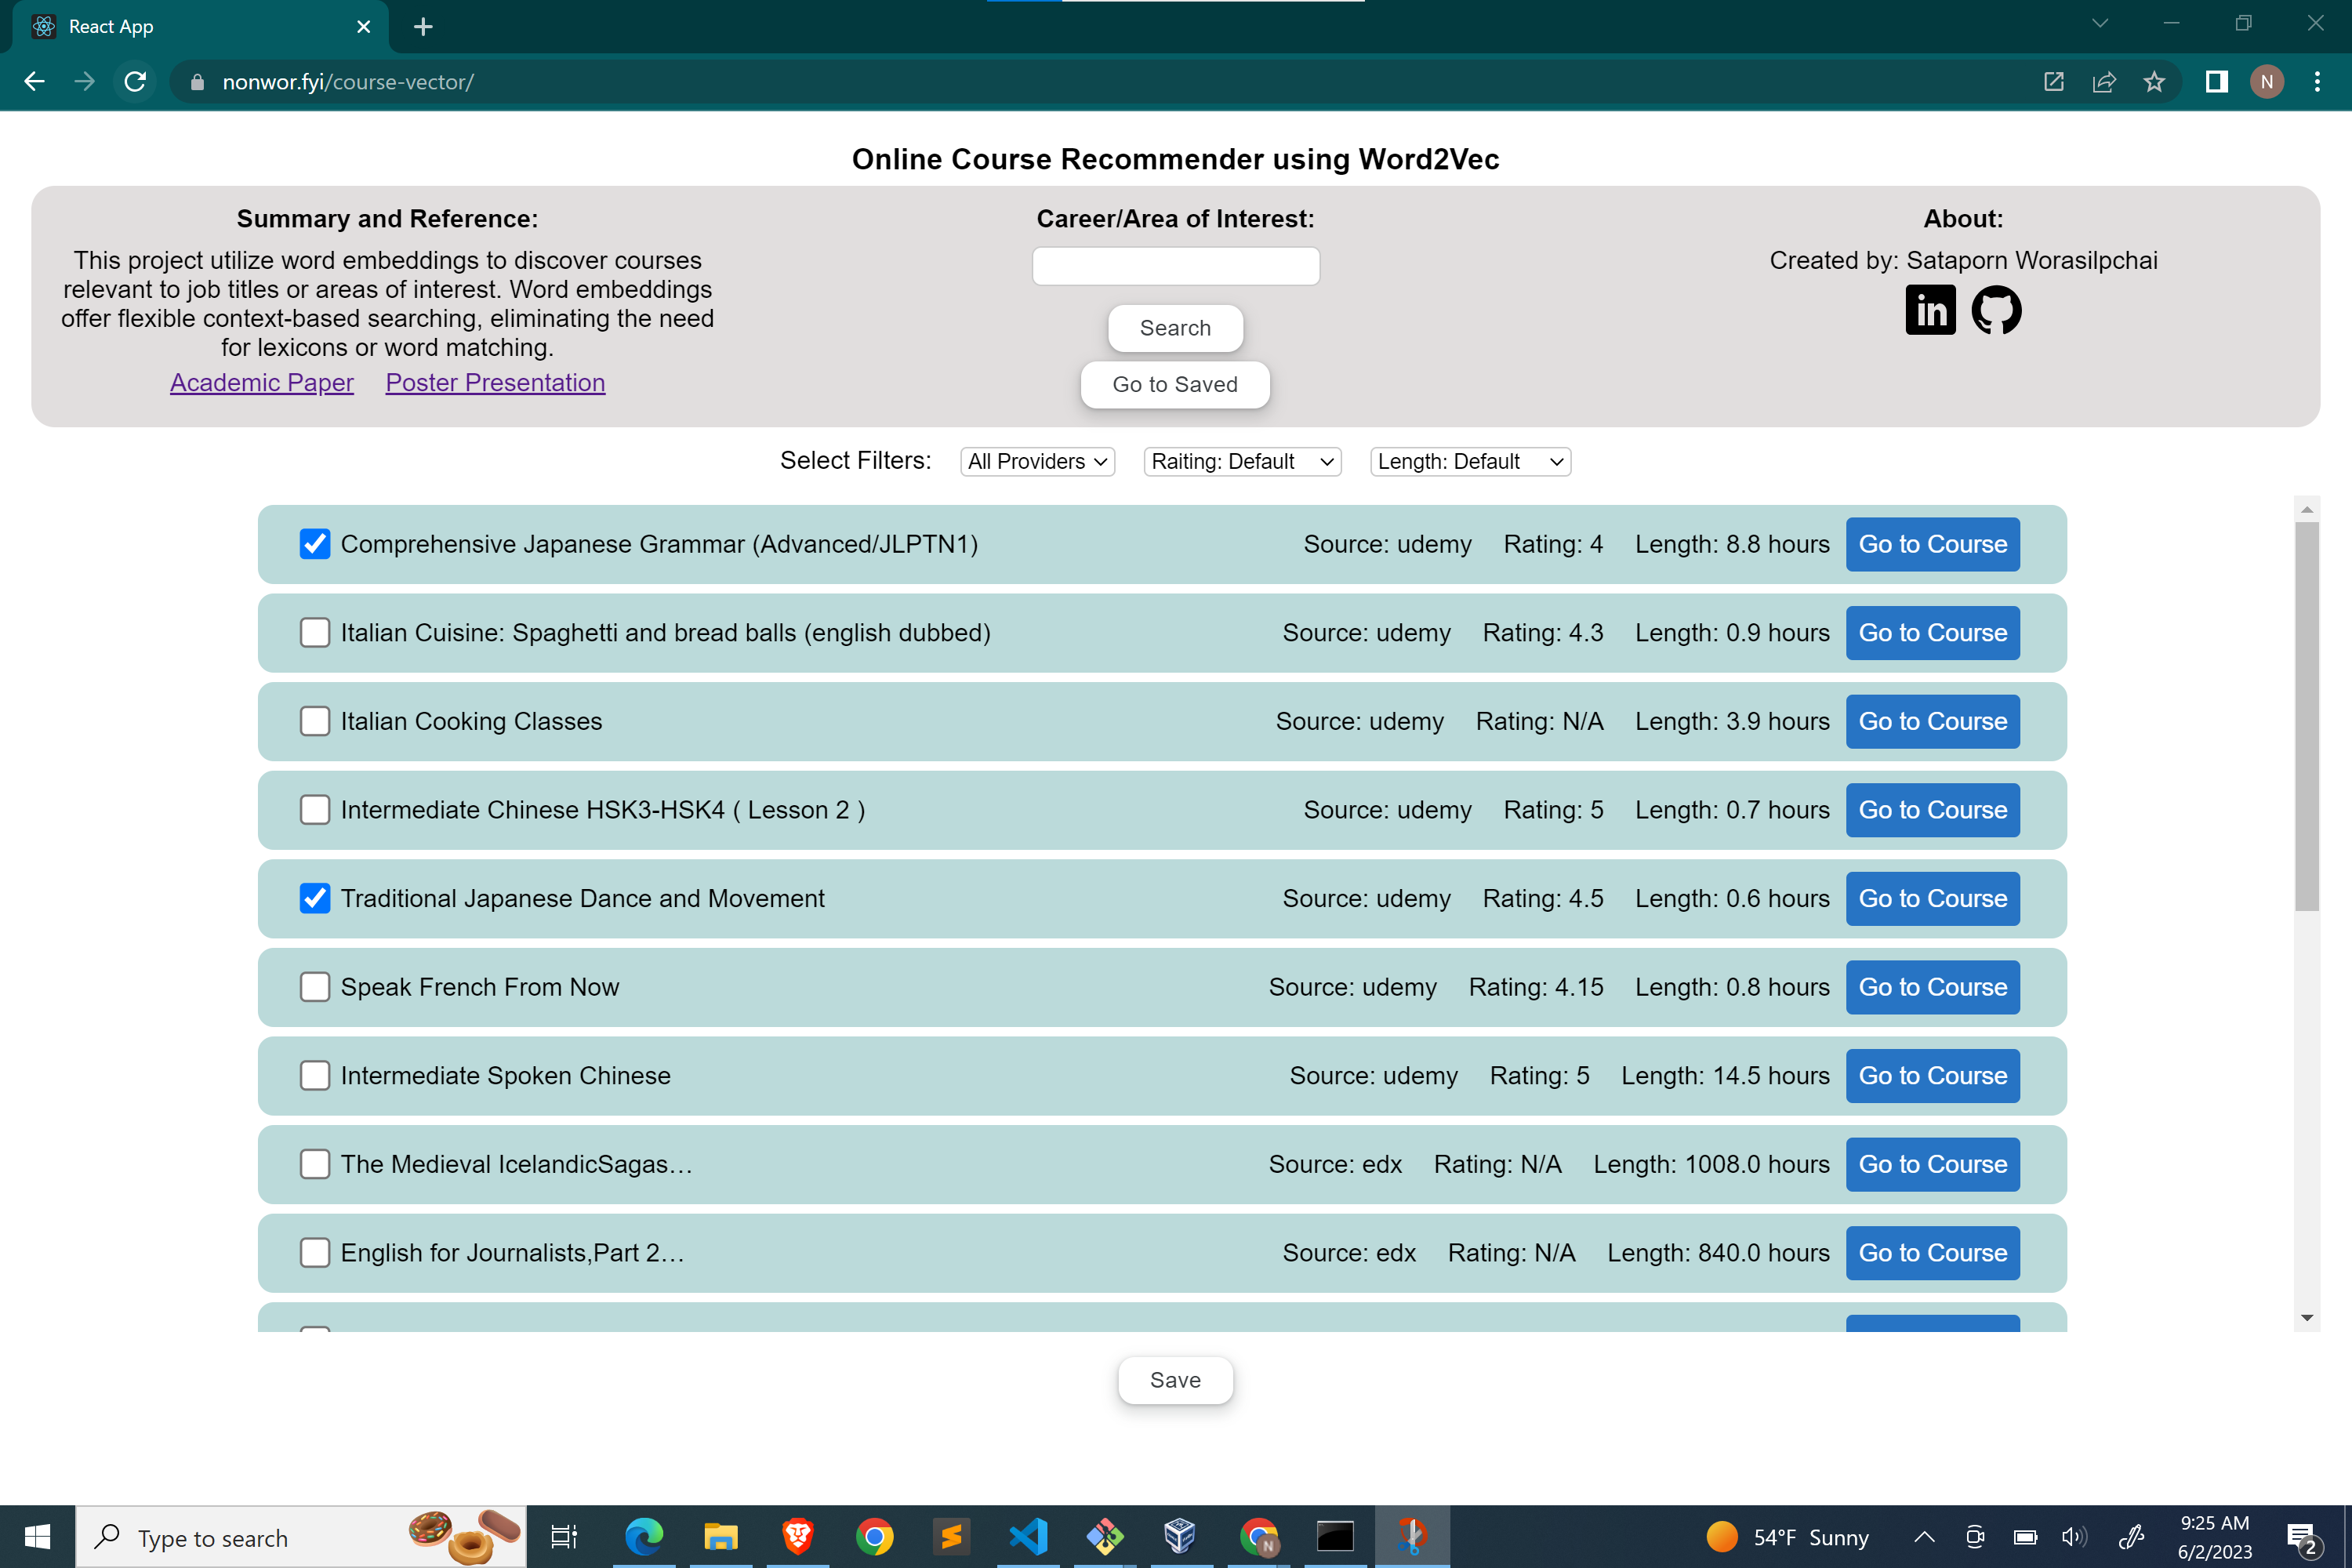 React App
nonwor.fyi/course-vector/
N
Online Course Recommender using Word2Vec
Summary and Reference:
This project utilize word embeddings to discover courses
relevant to job titles or areas of interest. Word embeddings
offer flexible context-based searching, eliminating the need
for lexicons or word matching.
Academic Paper Poster Presentation
Career/Area of Interest:
Search
Go to Saved
About:
Created by: Sataporn Worasilpchai
in
Select Filters: All Providers Raiting: Default Length: Default
Comprehensive Japanese Grammar (Advanced/JLPTN1) Source: udemy Rating: 4 Length: 8.8 hours Go to Course
Italian Cuisine: Spaghetti and bread balls (english dubbed) Source: udemy Rating: 4.3 Length: 0.9 hours Go to Course
Italian Cooking Classes Source: udemy Rating: N/A Length: 3.9 hours Go to Course
Intermediate Chinese HSK3-HSK4 ( Lesson 2 ) Source: udemy Rating: 5 Length: 0.7 hours Go to Course
Traditional Japanese Dance and Movement Source: udemy Rating: 4.5 Length: 0.6 hours Go to Course
Speak French From Now Source: udemy Rating: 4.15 Length: 0.8 hours Go to Course
Intermediate Spoken Chinese Source: udemy Rating: 5 Length: 14.5 hours Go to Course
The Medieval IcelandicSagas… Source: edx Rating: N/A Length: 1008.0 hours Go to Course
English for Journalists,Part 2… Source: edx Rating: N/A Length: 840.0 hours Go to Course
Save
Type to search
N
54°F Sunny
9:25 AM
6/2/2023
2